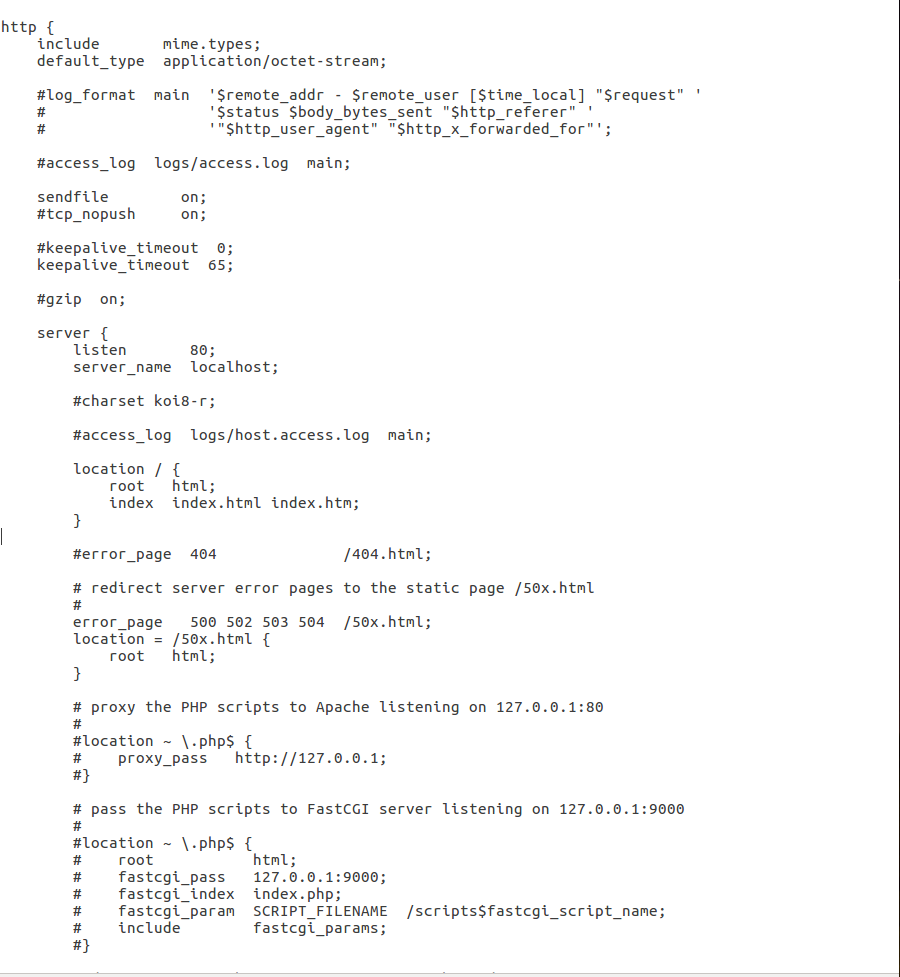 http {
    include       mime.types;
    default_type  application/octet-stream;
    #log_format  main  '$remote_addr - $remote_user [$time_local] "$request" '
    #                  '$status $body_bytes_sent "$http_referer" '
    #                  '"$http_user_agent" "$http_x_forwarded_for"';
    #access_log  logs/access.log  main;
    sendfile        on;
    #tcp_nopush     on;
    #keepalive_timeout  0;
    keepalive_timeout  65;
    #gzip  on;
    server {
        listen       80;
        server_name  localhost;
        #charset koi8-r;
        #access_log  logs/host.access.log  main;
        location / {
            root   html;
            index  index.html index.htm;
        }
        #error_page  404              /404.html;
        # redirect server error pages to the static page /50x.html
        #
        error_page   500 502 503 504  /50x.html;
        location = /50x.html {
            root   html;
        }
        # proxy the PHP scripts to Apache listening on 127.0.0.1:80
        #
        #location ~ \.php$ {
        #    proxy_pass   http://127.0.0.1;
        #}
        # pass the PHP scripts to FastCGI server listening on 127.0.0.1:9000
        #
        #location ~ \.php$ {
        #    root           html;
        #    fastcgi_pass   127.0.0.1:9000;
        #    fastcgi_index  index.php;
        #    fastcgi_param  SCRIPT_FILENAME  /scripts$fastcgi_script_name;
        #    include        fastcgi_params;
        #}